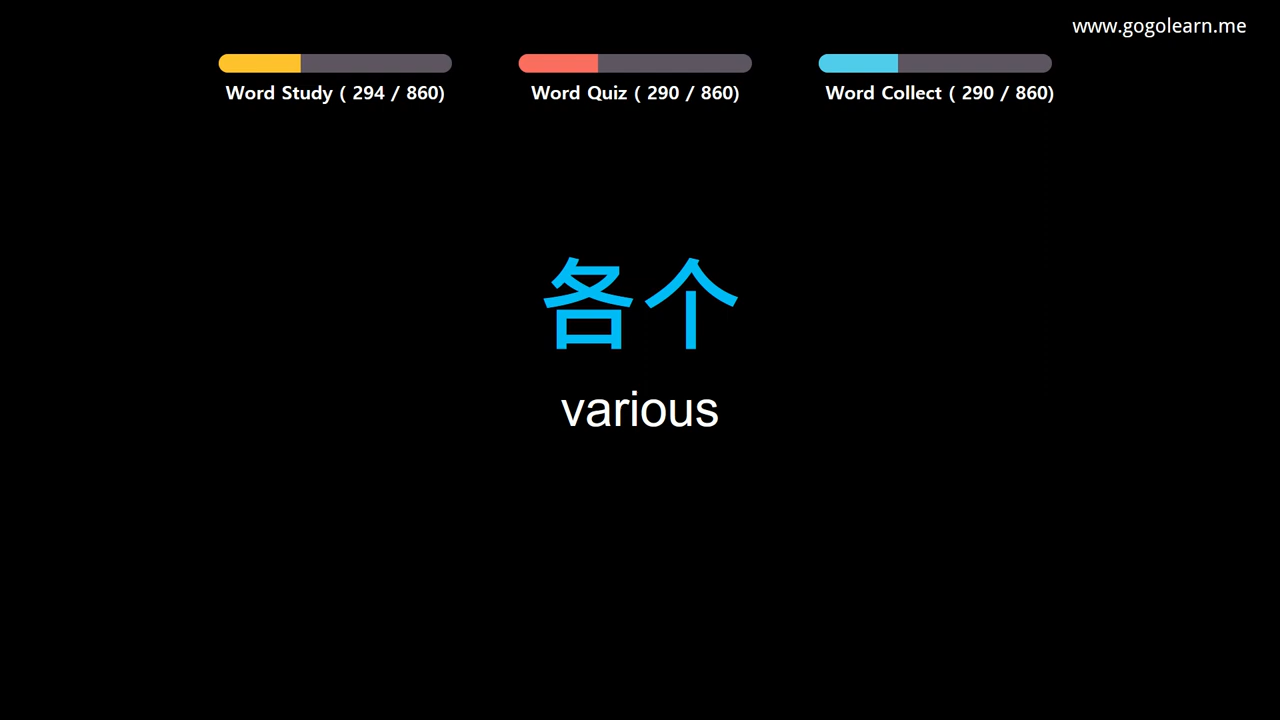 www.gogolearn.me
Word Study ( 294 / 860)
Word Quiz ( 290 / 860)
Word Collect ( 290 / 860)
各个
various